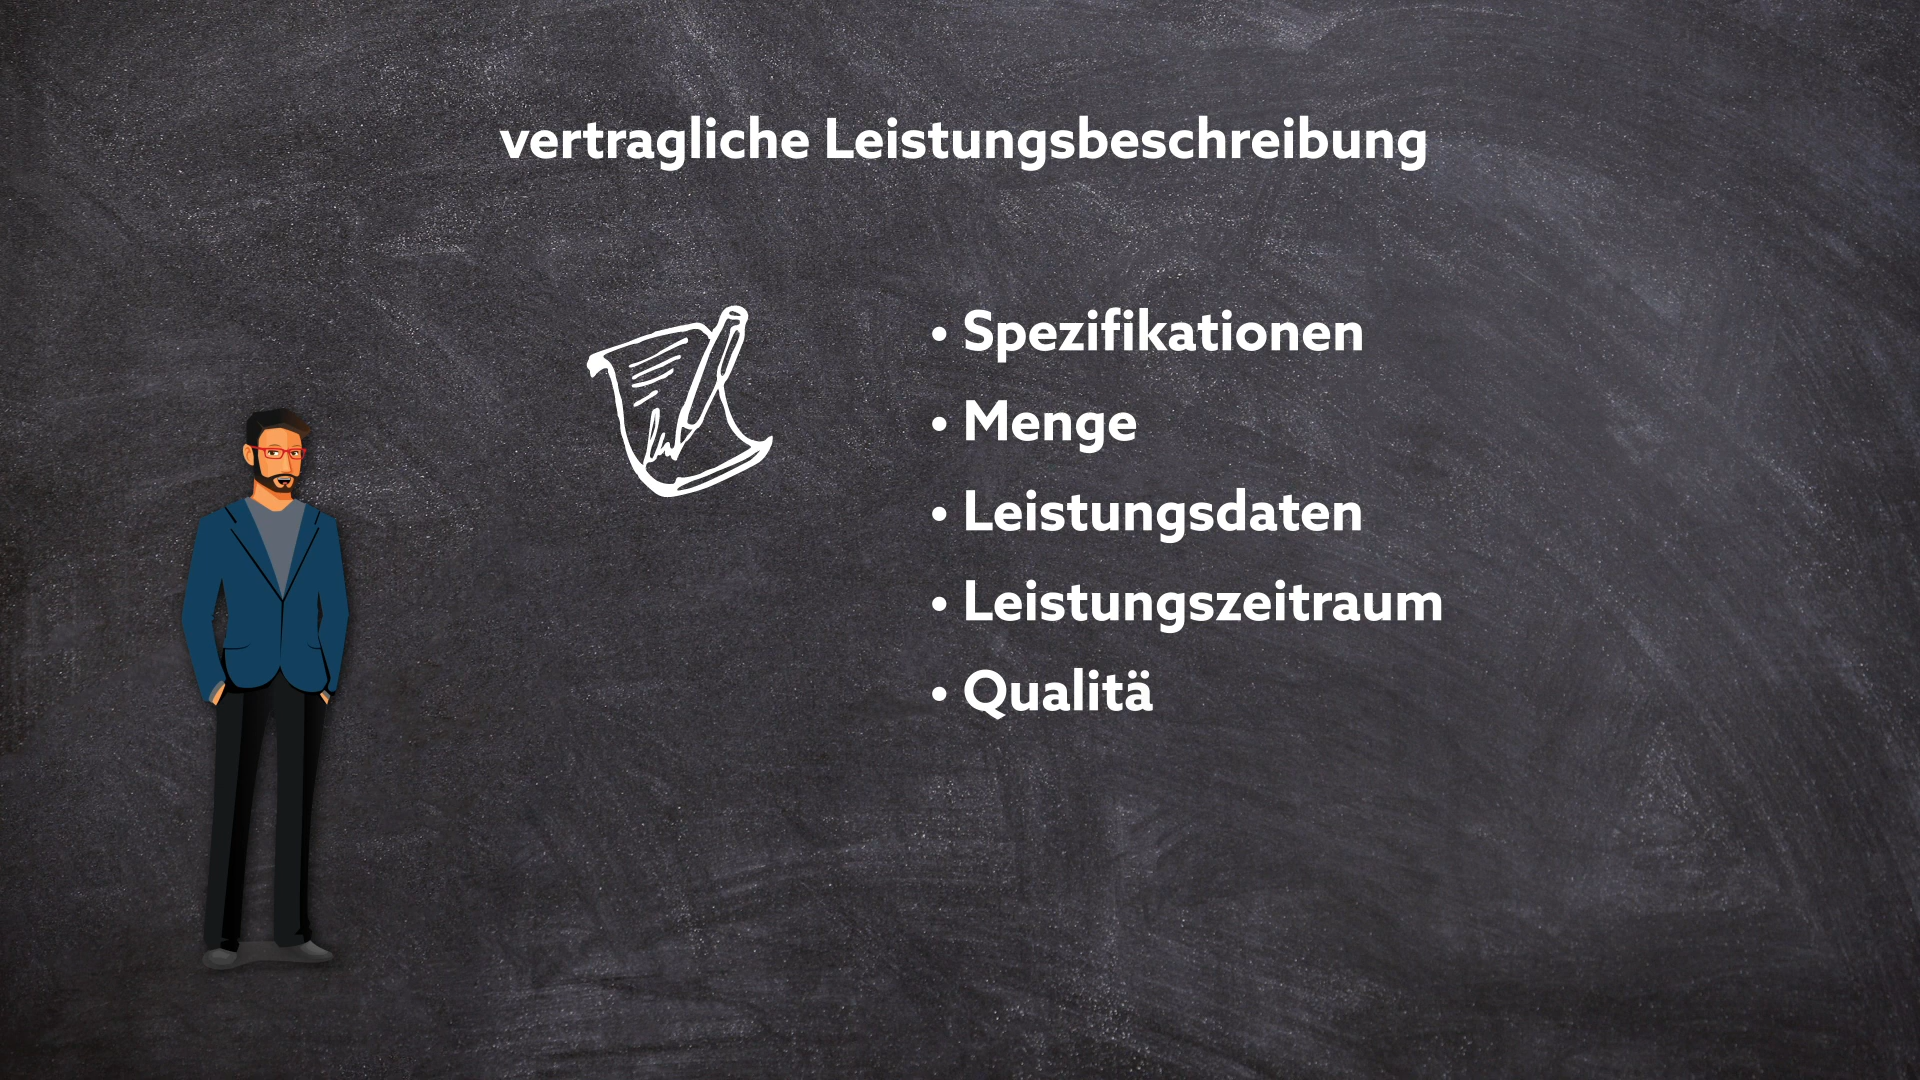 vertragliche Leistungsbeschreibung
• Spezifikationen
• Menge
• Leistungsdaten
• Leistungszeitraum
• Qualitä